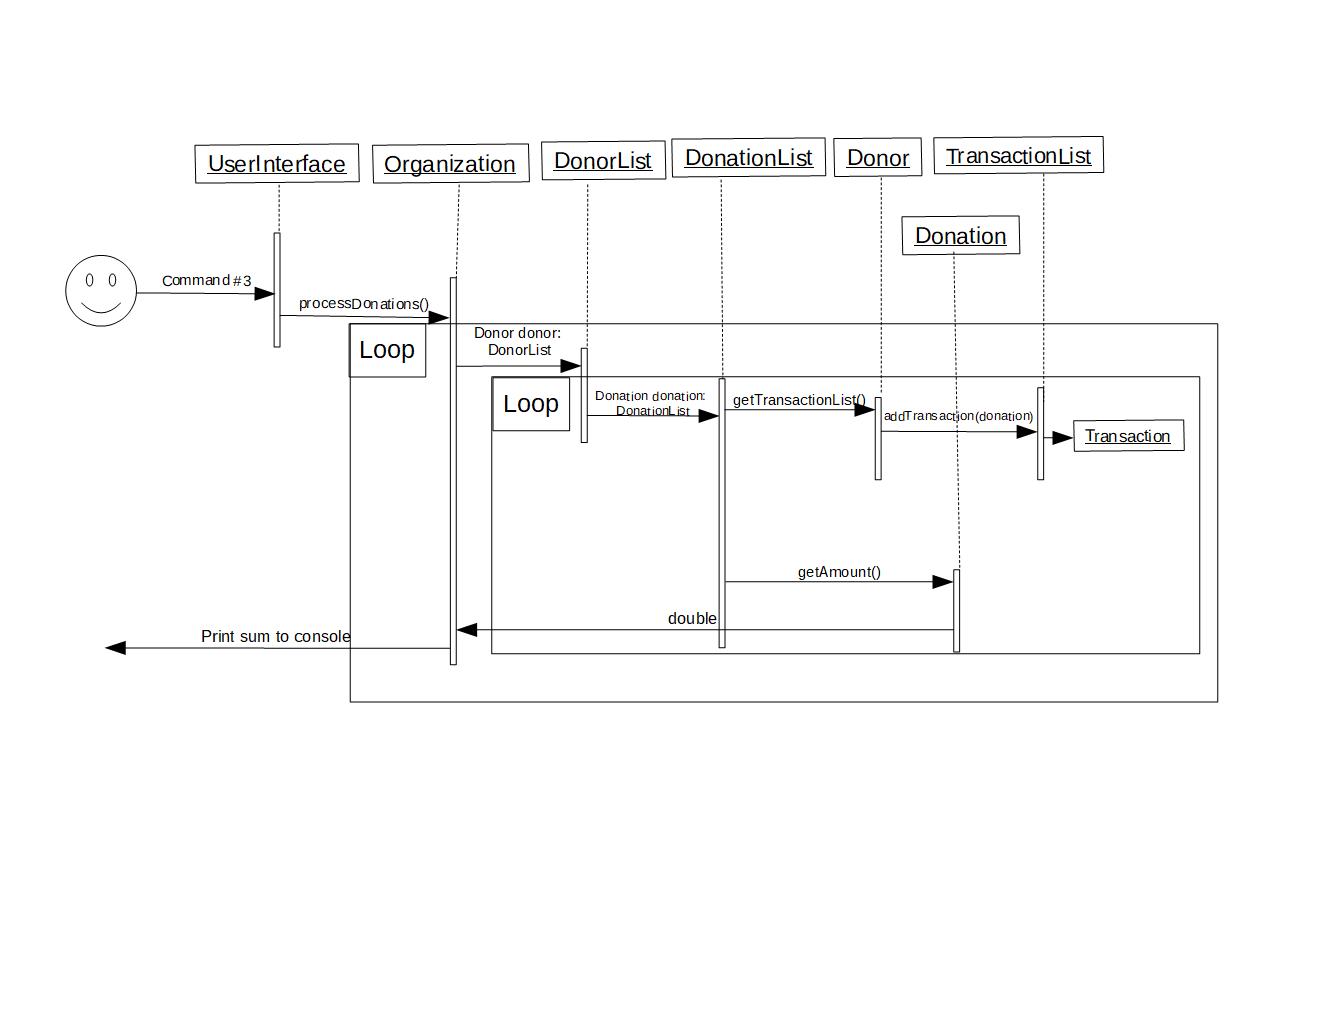 UserInterface
Organization
DonorList
DonationList
Donor
TransactionList
Donation
Command #3
processDonations()
Loop
Donor donor:
DonorList
Loop
Donation donation:
DonationList
getTransactionList()
addTransaction(donation)
Transaction
getAmount()
double
Print sum to console